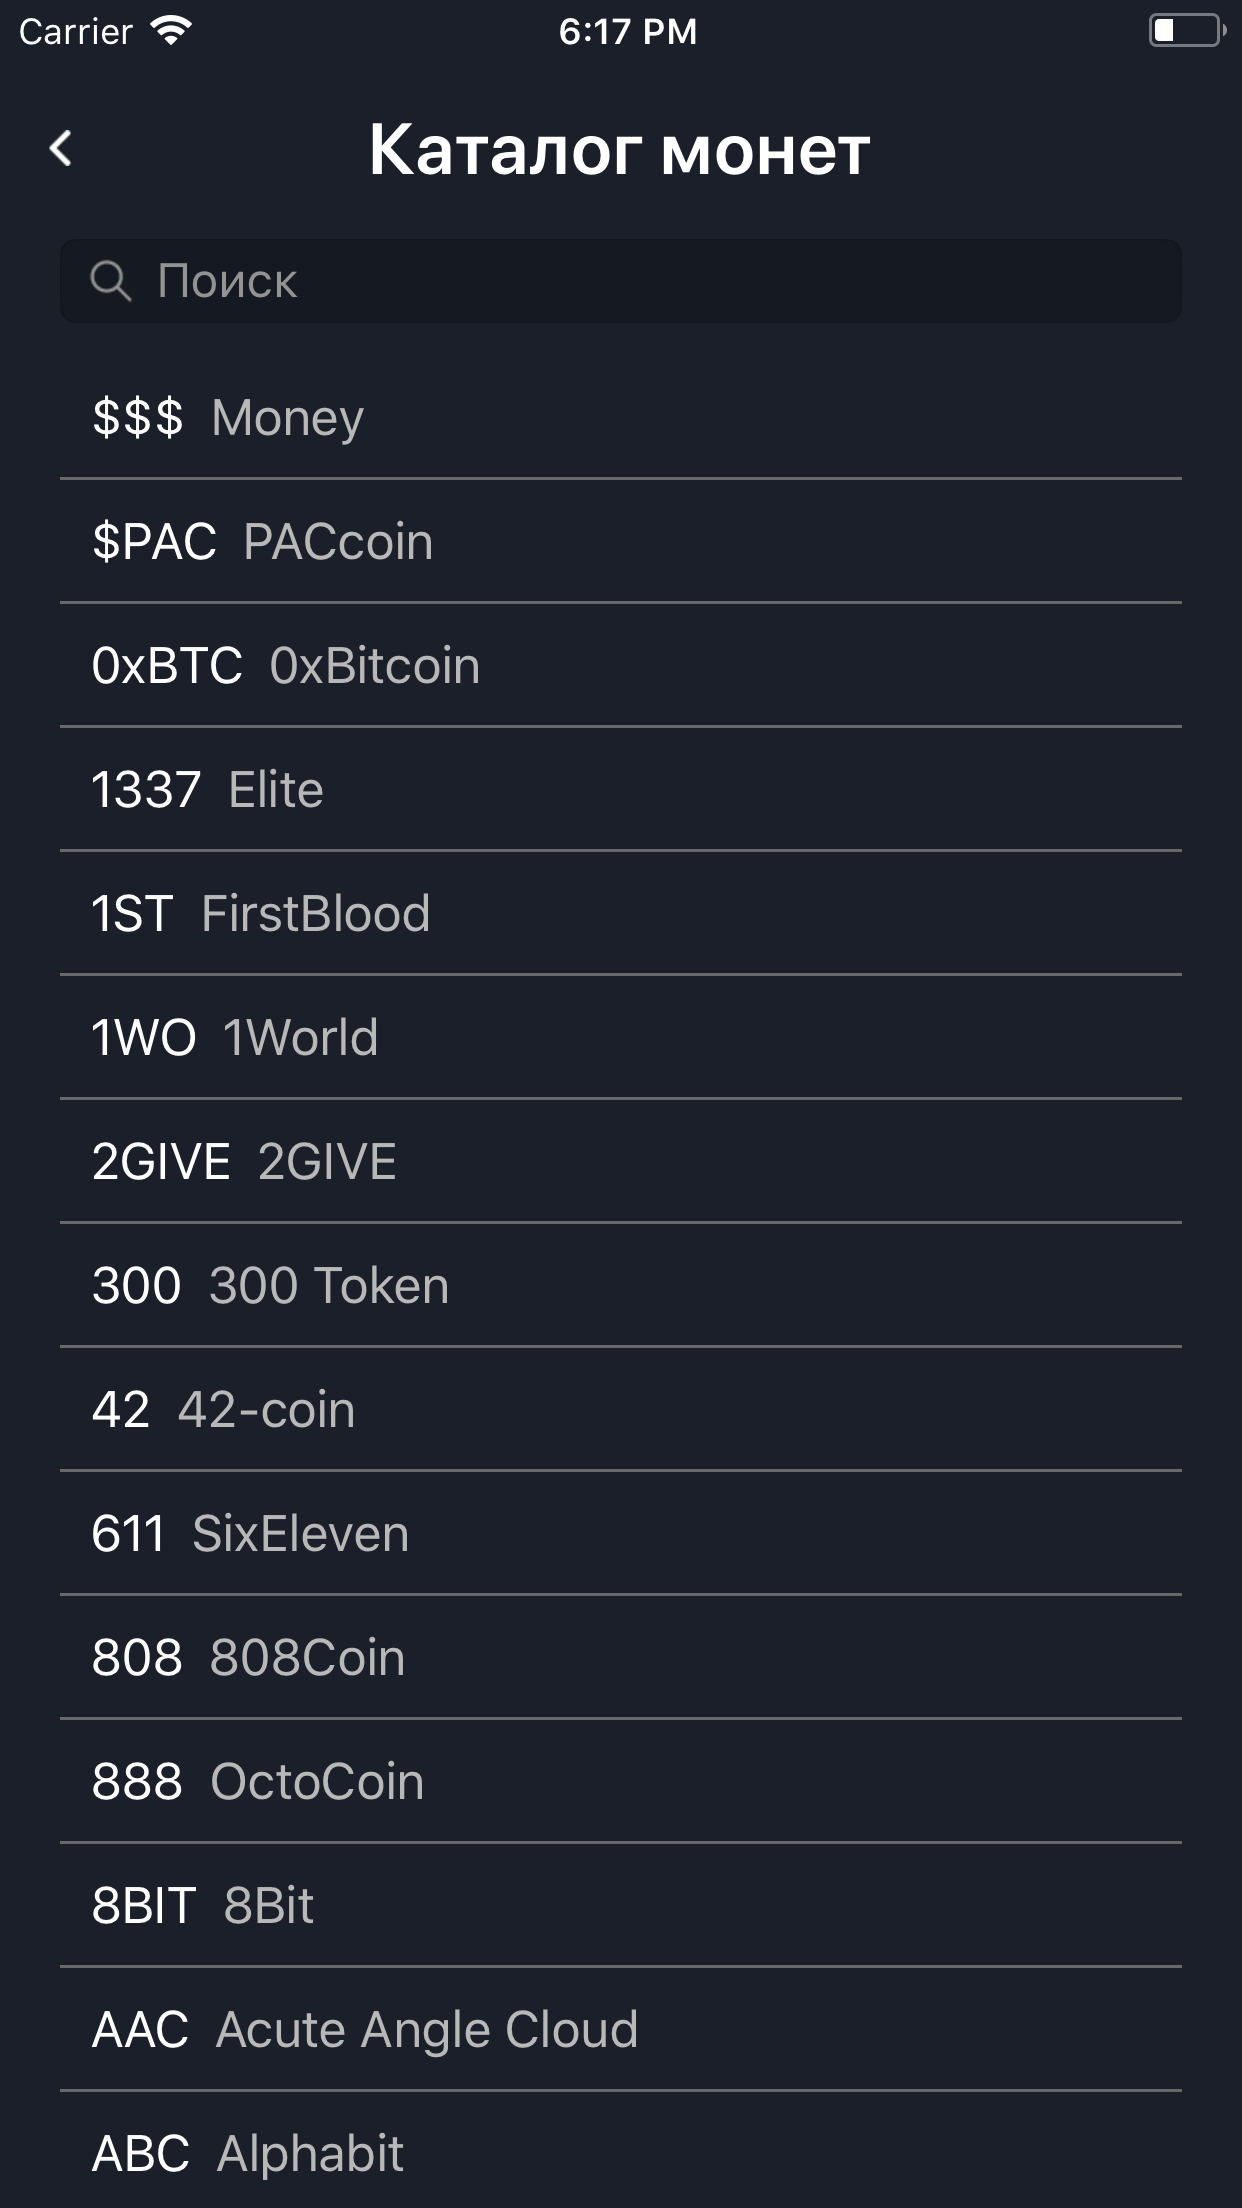 Carrier 6:17 PM
Каталог монет
Поиск
$$$ Money
$PAC PACcoin
0xBTC 0xBitcoin
1337 Elite
1ST FirstBlood
1WO 1World
2GIVE 2GIVE
300 300 Token
42 42-coin
611 SixEleven
808 808Coin
888 OctoCoin
8BIT 8Bit
AAC Acute Angle Cloud
ABC Alphabit